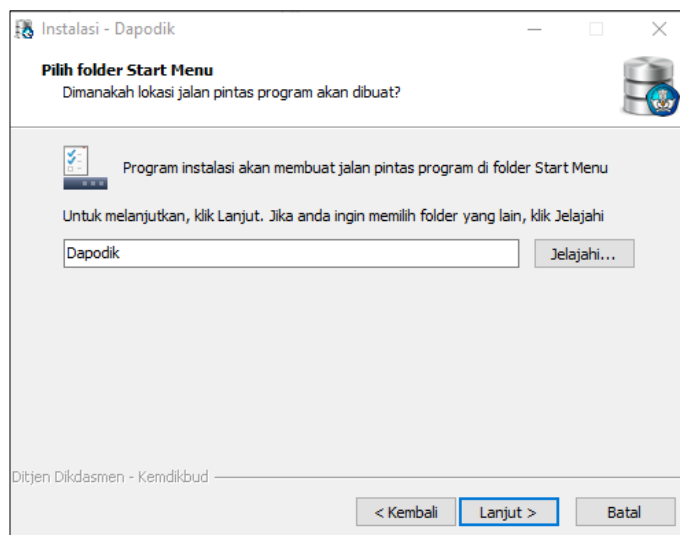 Instalasi - Dapodik
Pilih folder Start Menu
Dimanakah lokasi jalan pintas program akan dibuat?
Program instalasi akan membuat jalan pintas program di folder Start Menu
Untuk melanjutkan, klik Lanjut. Jika anda ingin memilih folder yang lain, klik Jelajahi
Dapodik
Jelajahi...
Ditjen Dikdasmen - Kemdikbud
< Kembali
Lanjut >
Batal